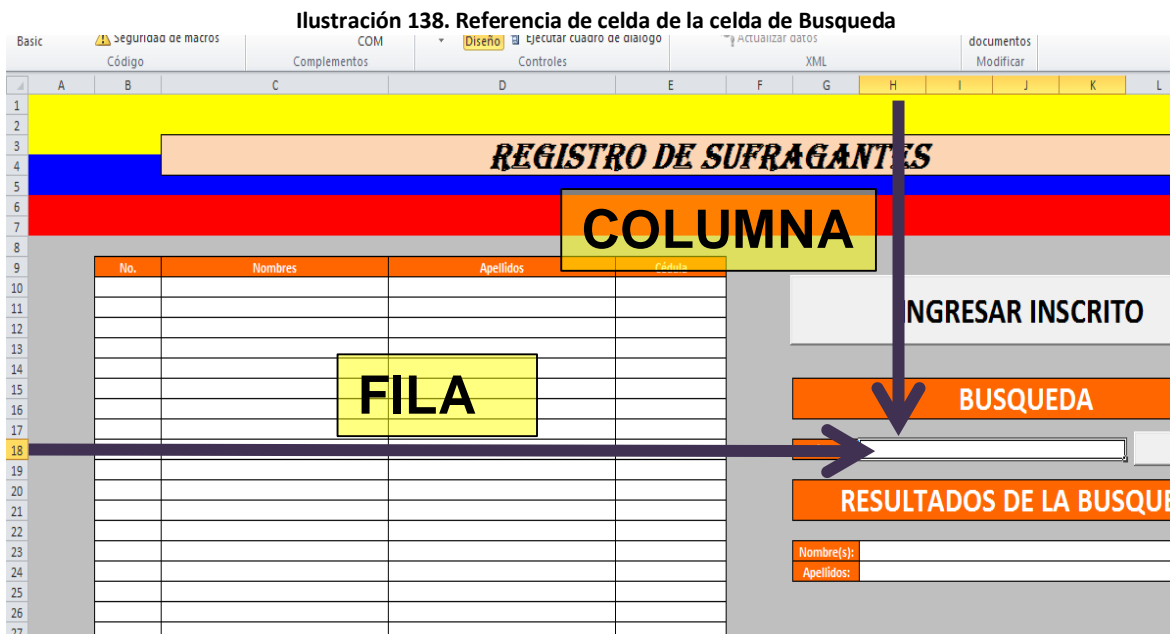 Ilustración 138. Referencia de celda de la celda de Busqueda
Basic Seguridad de macros COM Diseño Ejecutar cuadro de dialogo Actualizar datos documentos
Código Complementos Controles XML Modificar
A B C D E F G H I J K L
1
2
3 REGISTRO DE SUFRAGANTES
4
5
6
7
COLUMNA
8
9 No. Nombres Apellidos Cédula
10
11 INGRESAR INSCRITO
12
13
14
FILA
15
16 BUSQUEDA
17
18
19
20
21 RESULTADOS DE LA BUSQUE
22
23 Nombre(s):
24 Apellidos:
25
26
27